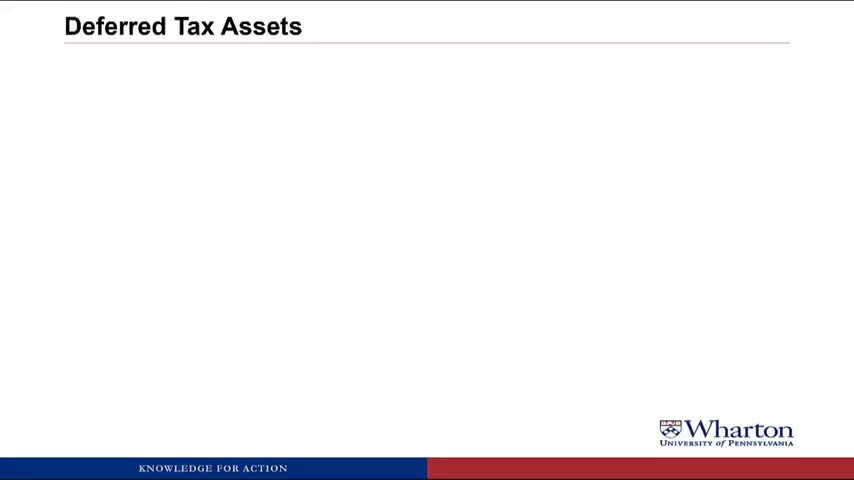 Deferred Tax Assets
Wharton
UNIVERSITY of PENNSYLVANIA
KNOWLEDGE FOR ACTION